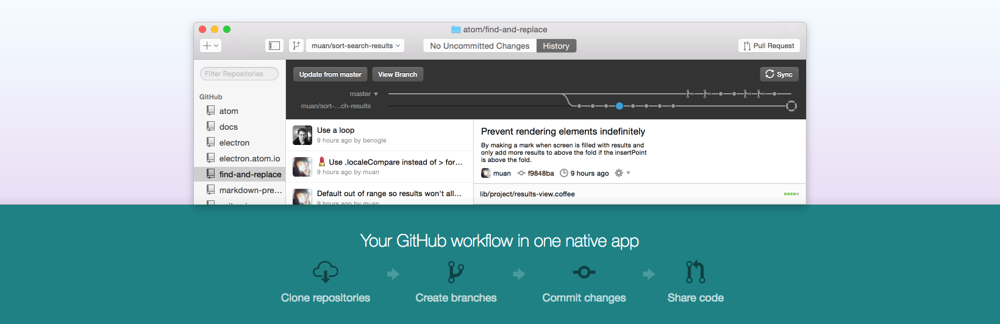 atom/find-and-replace
muan/sort-search-results
No Uncommitted Changes
History
Pull Request
Filter Repositories
Update from master
View Branch
Sync
GitHub
master
muan/sort-...ch-results
atom
docs
electron
electron.atom.io
find-and-replace
markdown-pre...
Use a loop
9 hours ago by benogle
Use .localeCompare instead of > for...
9 hours ago by muan
Default out of range so results won't all...
9 hours ago by muan
Prevent rendering elements indefinitely
By making a mark when screen is filled with results and
only add more results to above the fold if the insertPoint
is above the fold.
muan
f9848ba
9 hours ago
lib/project/results-view.coffee
Your GitHub workflow in one native app
Clone repositories
Create branches
Commit changes
Share code